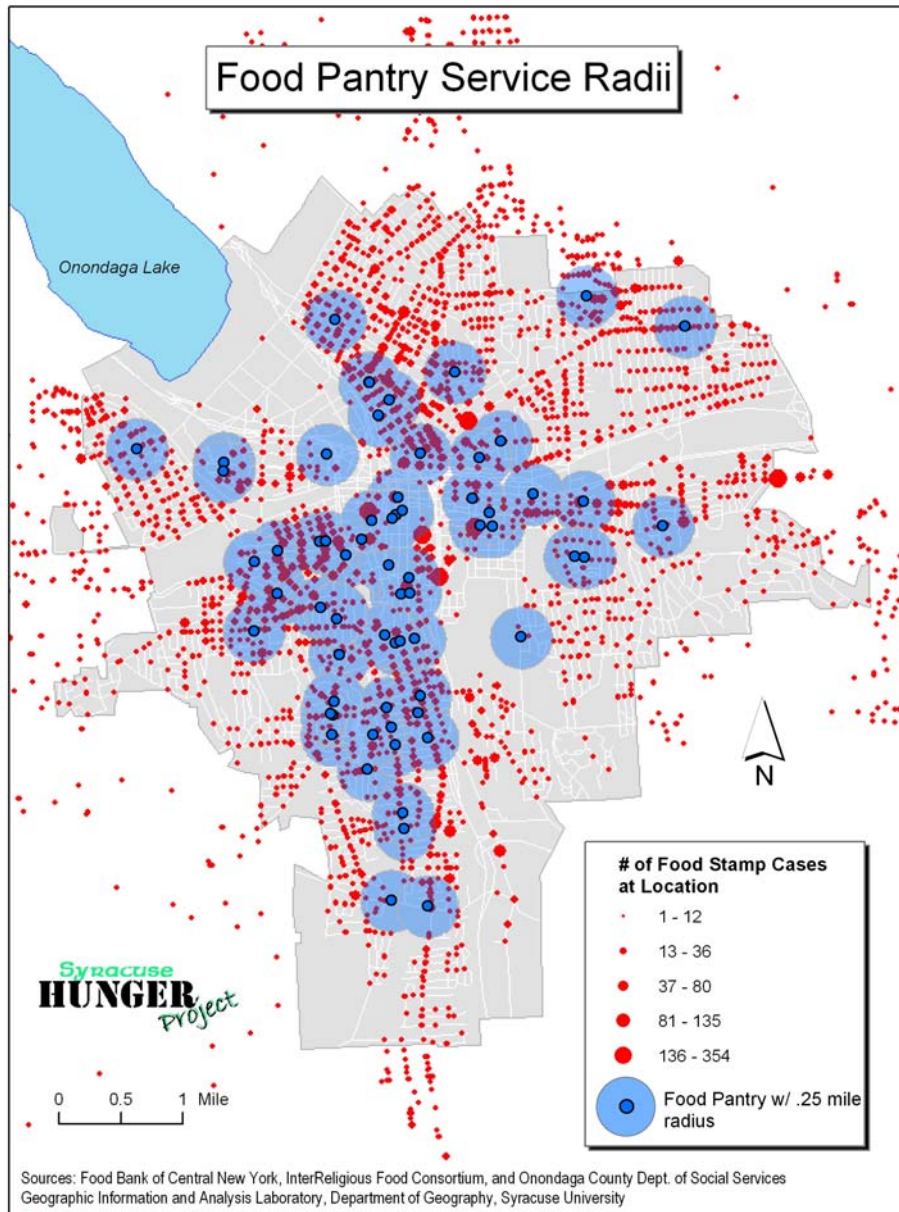 Food Pantry Service Radii
Onondaga Lake
N
# of Food Stamp Cases
at Location
1 - 12
13 - 36
37 - 80
81 - 135
136 - 354
Food Pantry w/ .25 mile
radius
Syracuse
HUNGER
Project
0 0.5 1 Mile
Sources: Food Bank of Central New York, InterReligious Food Consortium, and Onondaga County Dept. of Social Services
Geographic Information and Analysis Laboratory, Department of Geography, Syracuse University